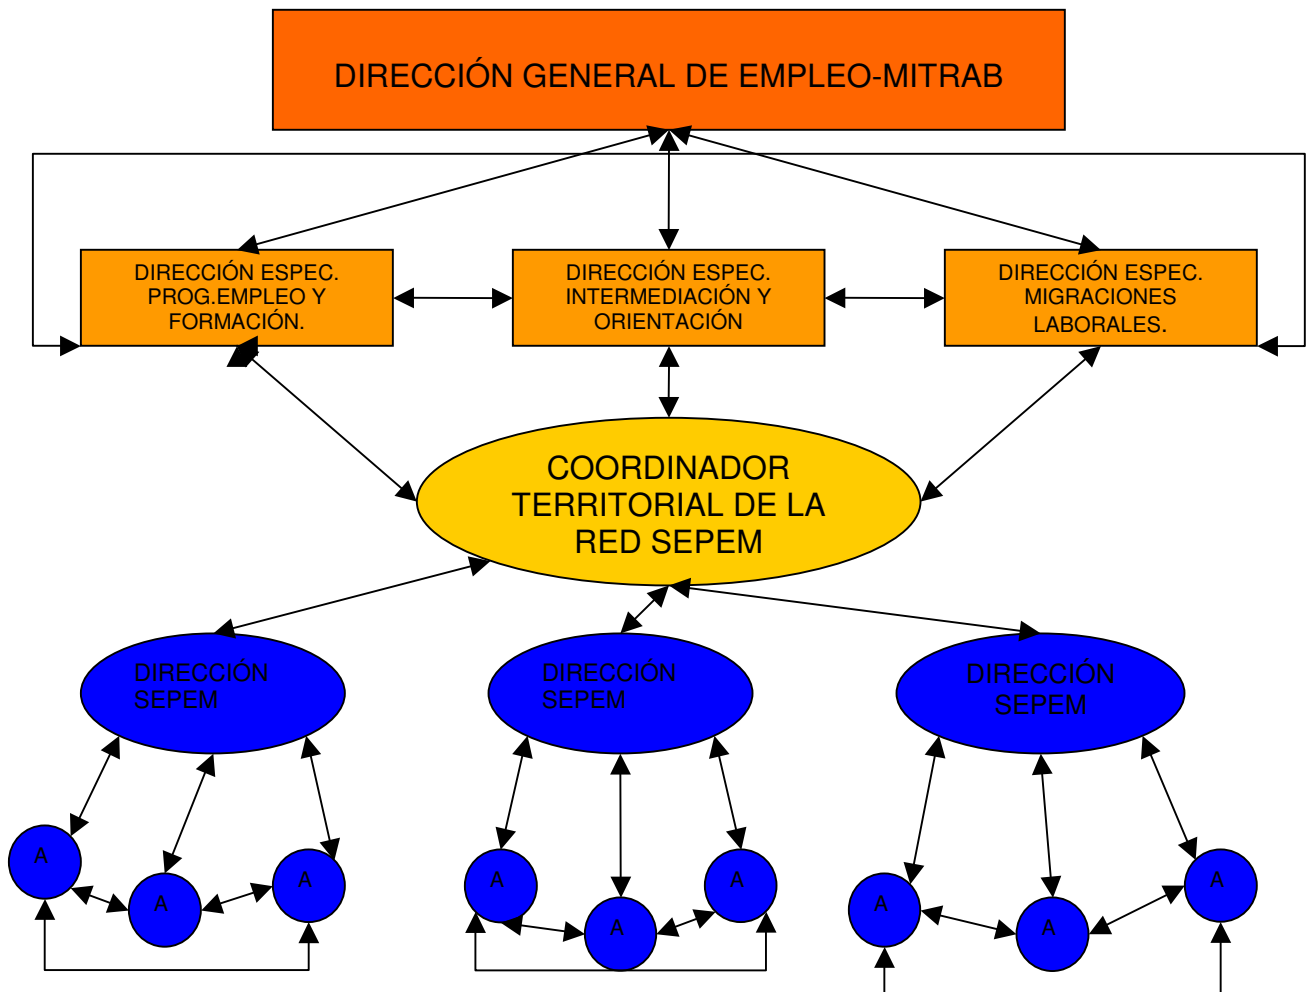 DIRECCIÓN GENERAL DE EMPLEO-MITRAB
DIRECCIÓN ESPEC.
PROG.EMPLEO Y
FORMACIÓN.
DIRECCIÓN ESPEC.
INTERMEDIACIÓN Y
ORIENTACIÓN
DIRECCIÓN ESPEC.
MIGRACIONES
LABORALES.
COORDINADOR
TERRITORIAL DE LA
RED SEPEM
DIRECCIÓN
SEPEM
DIRECCIÓN
SEPEM
DIRECCIÓN
SEPEM
A
A
A
A
A
A
A
A
A